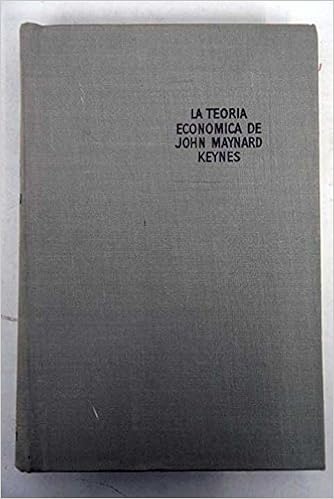 LA TEORIA
ECONOMICA DE
JOHN MAYNARD
KEYNES